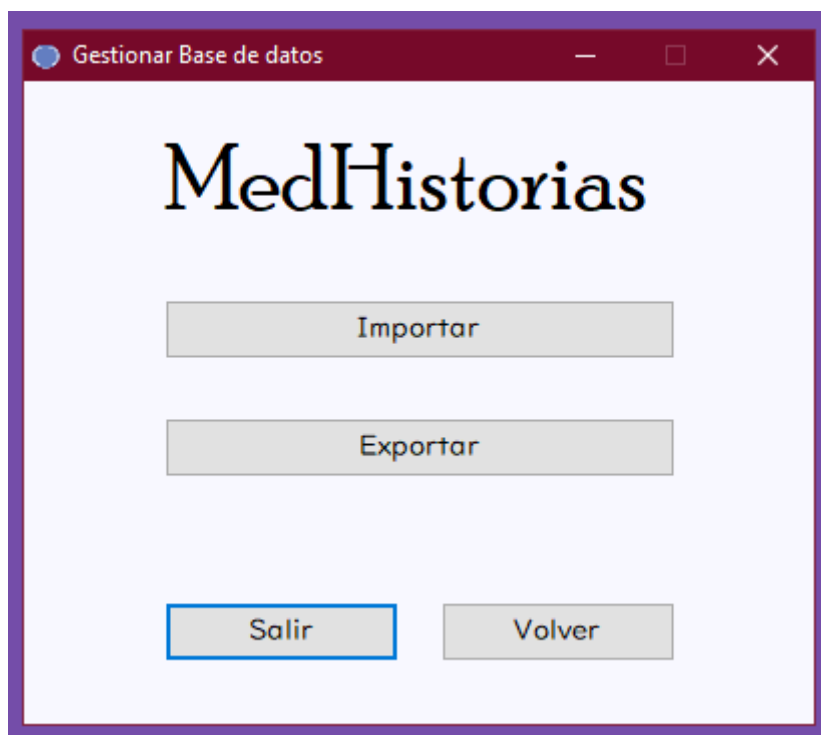 Gestionar Base de datos
MedHistorias
Importar
Exportar
Salir Volver